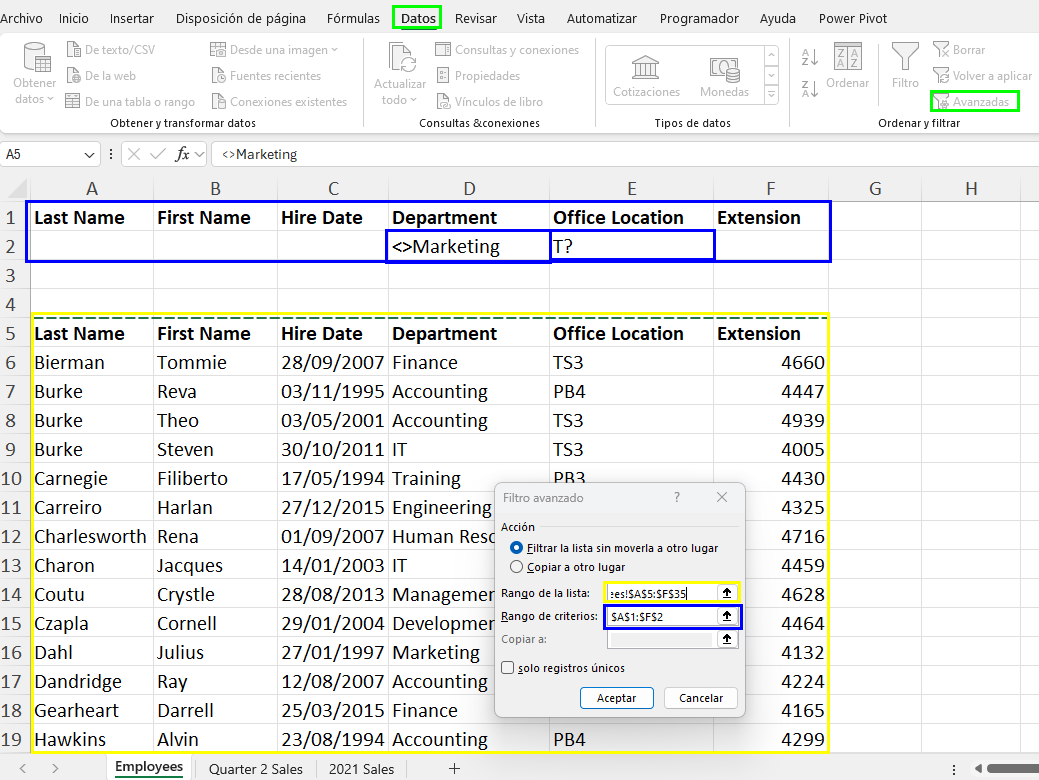 Archivo Inicio Insertar Disposición de página Fórmulas Datos Revisar Vista Automatizar Programador Ayuda Power Pivot
Obtener datos
De texto/CSV
De la web
De una tabla o rango
Desde una imagen
Fuentes recientes
Conexiones existentes
Obtener y transformar datos
Actualizar todo
Consultas y conexiones
Propiedades
Vínculos de libro
Consultas &conexiones
Cotizaciones Monedas
Tipos de datos
Ordenar
Filtro
Borrar
Volver a aplicar
Avanzadas
Ordenar y filtrar
A5 fx <>Marketing
A B C D E F G H
1 Last Name First Name Hire Date Department Office Location Extension
2 <>Marketing T?
3
4
5 Last Name First Name Hire Date Department Office Location Extension
6 Bierman Tommie 28/09/2007 Finance TS3 4660
7 Burke Reva 03/11/1995 Accounting PB4 4447
8 Burke Theo 03/05/2001 Accounting TS3 4939
9 Burke Steven 30/10/2011 IT TS3 4005
10 Carnegie Filiberto 17/05/1994 Training PB3 4430
11 Carreiro Harlan 27/12/2015 Engineering 4325
12 Charlesworth Rena 01/09/2007 Human Reso 4716
13 Charon Jacques 14/01/2003 IT 4459
14 Coutu Crystle 28/08/2013 Managemen 4628
15 Czapla Cornell 29/01/2004 Developmen 4464
16 Dahl Julius 27/01/1997 Marketing 4132
17 Dandridge Ray 12/08/2007 Accounting 4224
18 Gearheart Darrell 25/03/2015 Finance 4165
19 Hawkins Alvin 23/08/1994 Accounting PB4 4299
Filtro avanzado ?
Acción
Filtrar la lista sin moverla a otro lugar
Copiar a otro lugar
Rango de la lista: ees!$A$5:$F$35
Rango de criterios: $A$1:$F$2
Copiar a:
solo registros únicos
Aceptar Cancelar
Employees Quarter 2 Sales 2021 Sales